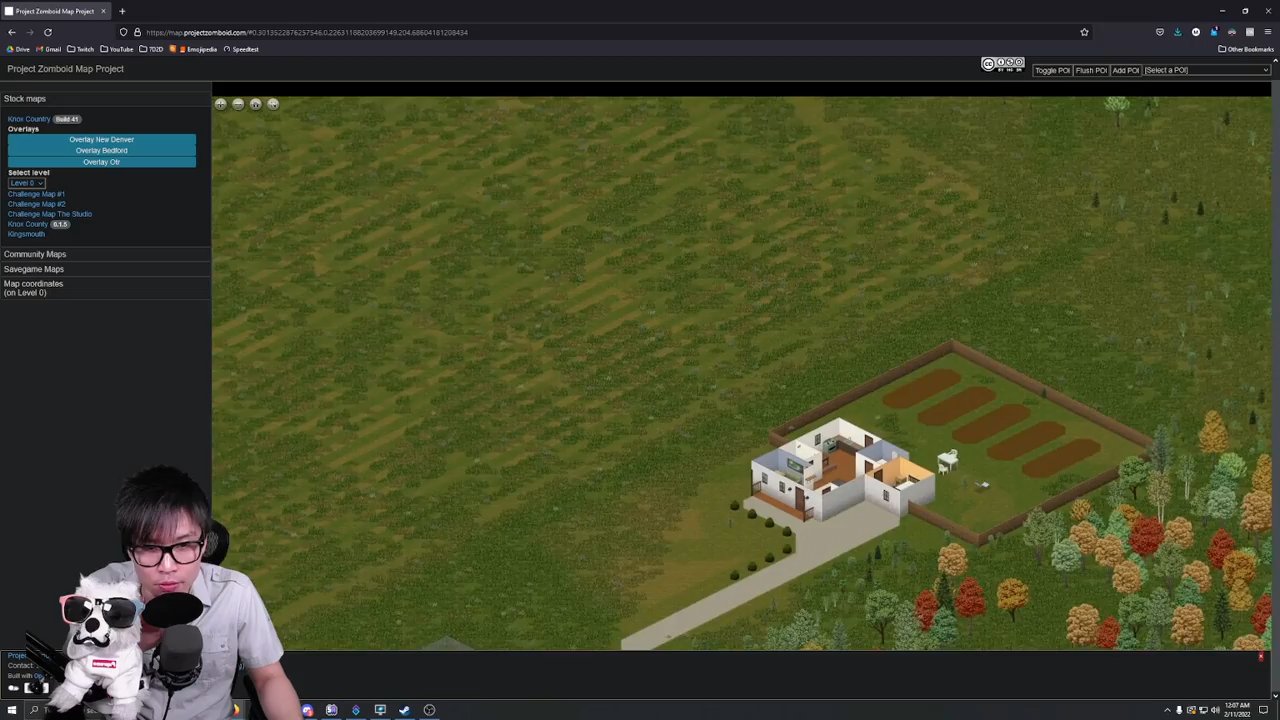 Project Zomboid Map Project
https://map.projectzomboid.com/#0.3013522876257546,0.22631168203699149,204.68604181208434
Drive
Gmail
Twitch
YouTube
7D2D
Emojipedia
Speedtest
Other Bookmarks
Project Zomboid Map Project
Toggle POI
Flush POI
Add POI
[Select a POI]
Stock maps
Knox Country Build 41
Overlays
Overlay New Denver
Overlay Bedford
Overlay Otr
Select level
Level 0
Challenge Map #1
Challenge Map #2
Challenge Map The Studio
Knox County 0.1.5
Kingsmouth
Community Maps
Savegame Maps
Map coordinates
(on Level 0)
Contact:
Built with
12:07 AM
2/11/2022